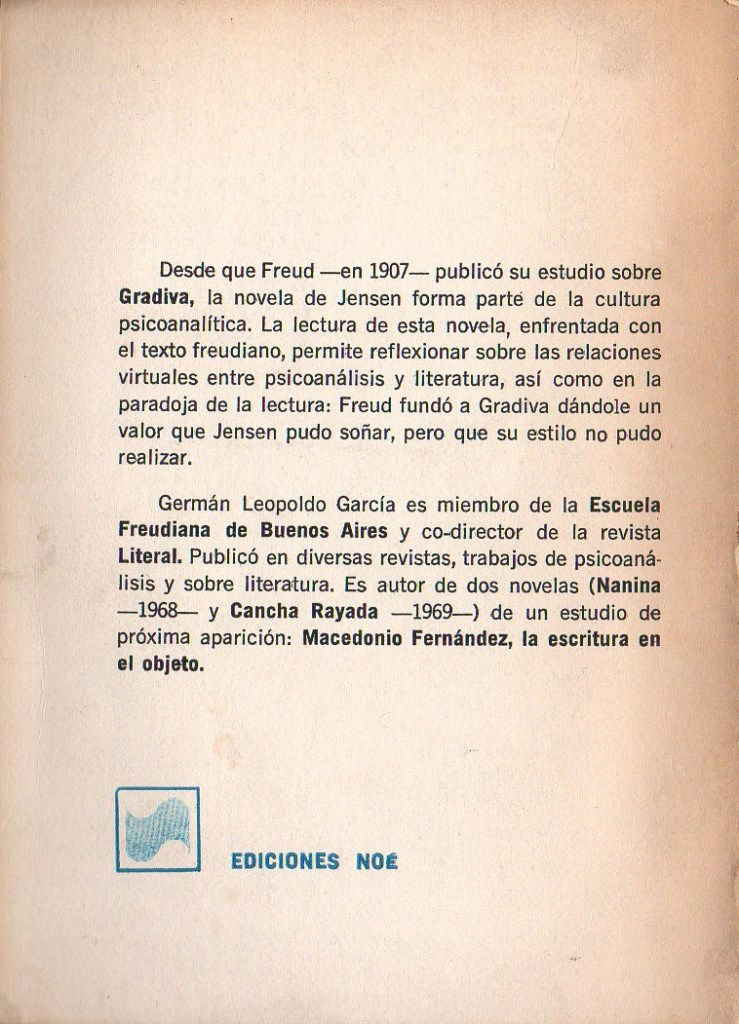 Desde que Freud —en 1907— publicó su estudio sobre
Gradiva, la novela de Jensen forma parte de la cultura
psicoanalítica. La lectura de esta novela, enfrentada con
el texto freudiano, permite reflexionar sobre las relaciones
virtuales entre psicoanálisis y literatura, así como en la
paradoja de la lectura: Freud fundó a Gradiva dándole un
valor que Jensen pudo soñar, pero que su estilo no pudo
realizar.
Germán Leopoldo García es miembro de la Escuela
Freudiana de Buenos Aires y co-director de la revista
Literal. Publicó en diversas revistas, trabajos de psicoaná-
lisis y sobre literatura. Es autor de dos novelas (Nanina
—1968— y Cancha Rayada —1969—) de un estudio de
próxima aparición: Macedonio Fernández, la escritura en
el objeto.
EDICIONES NOÉ